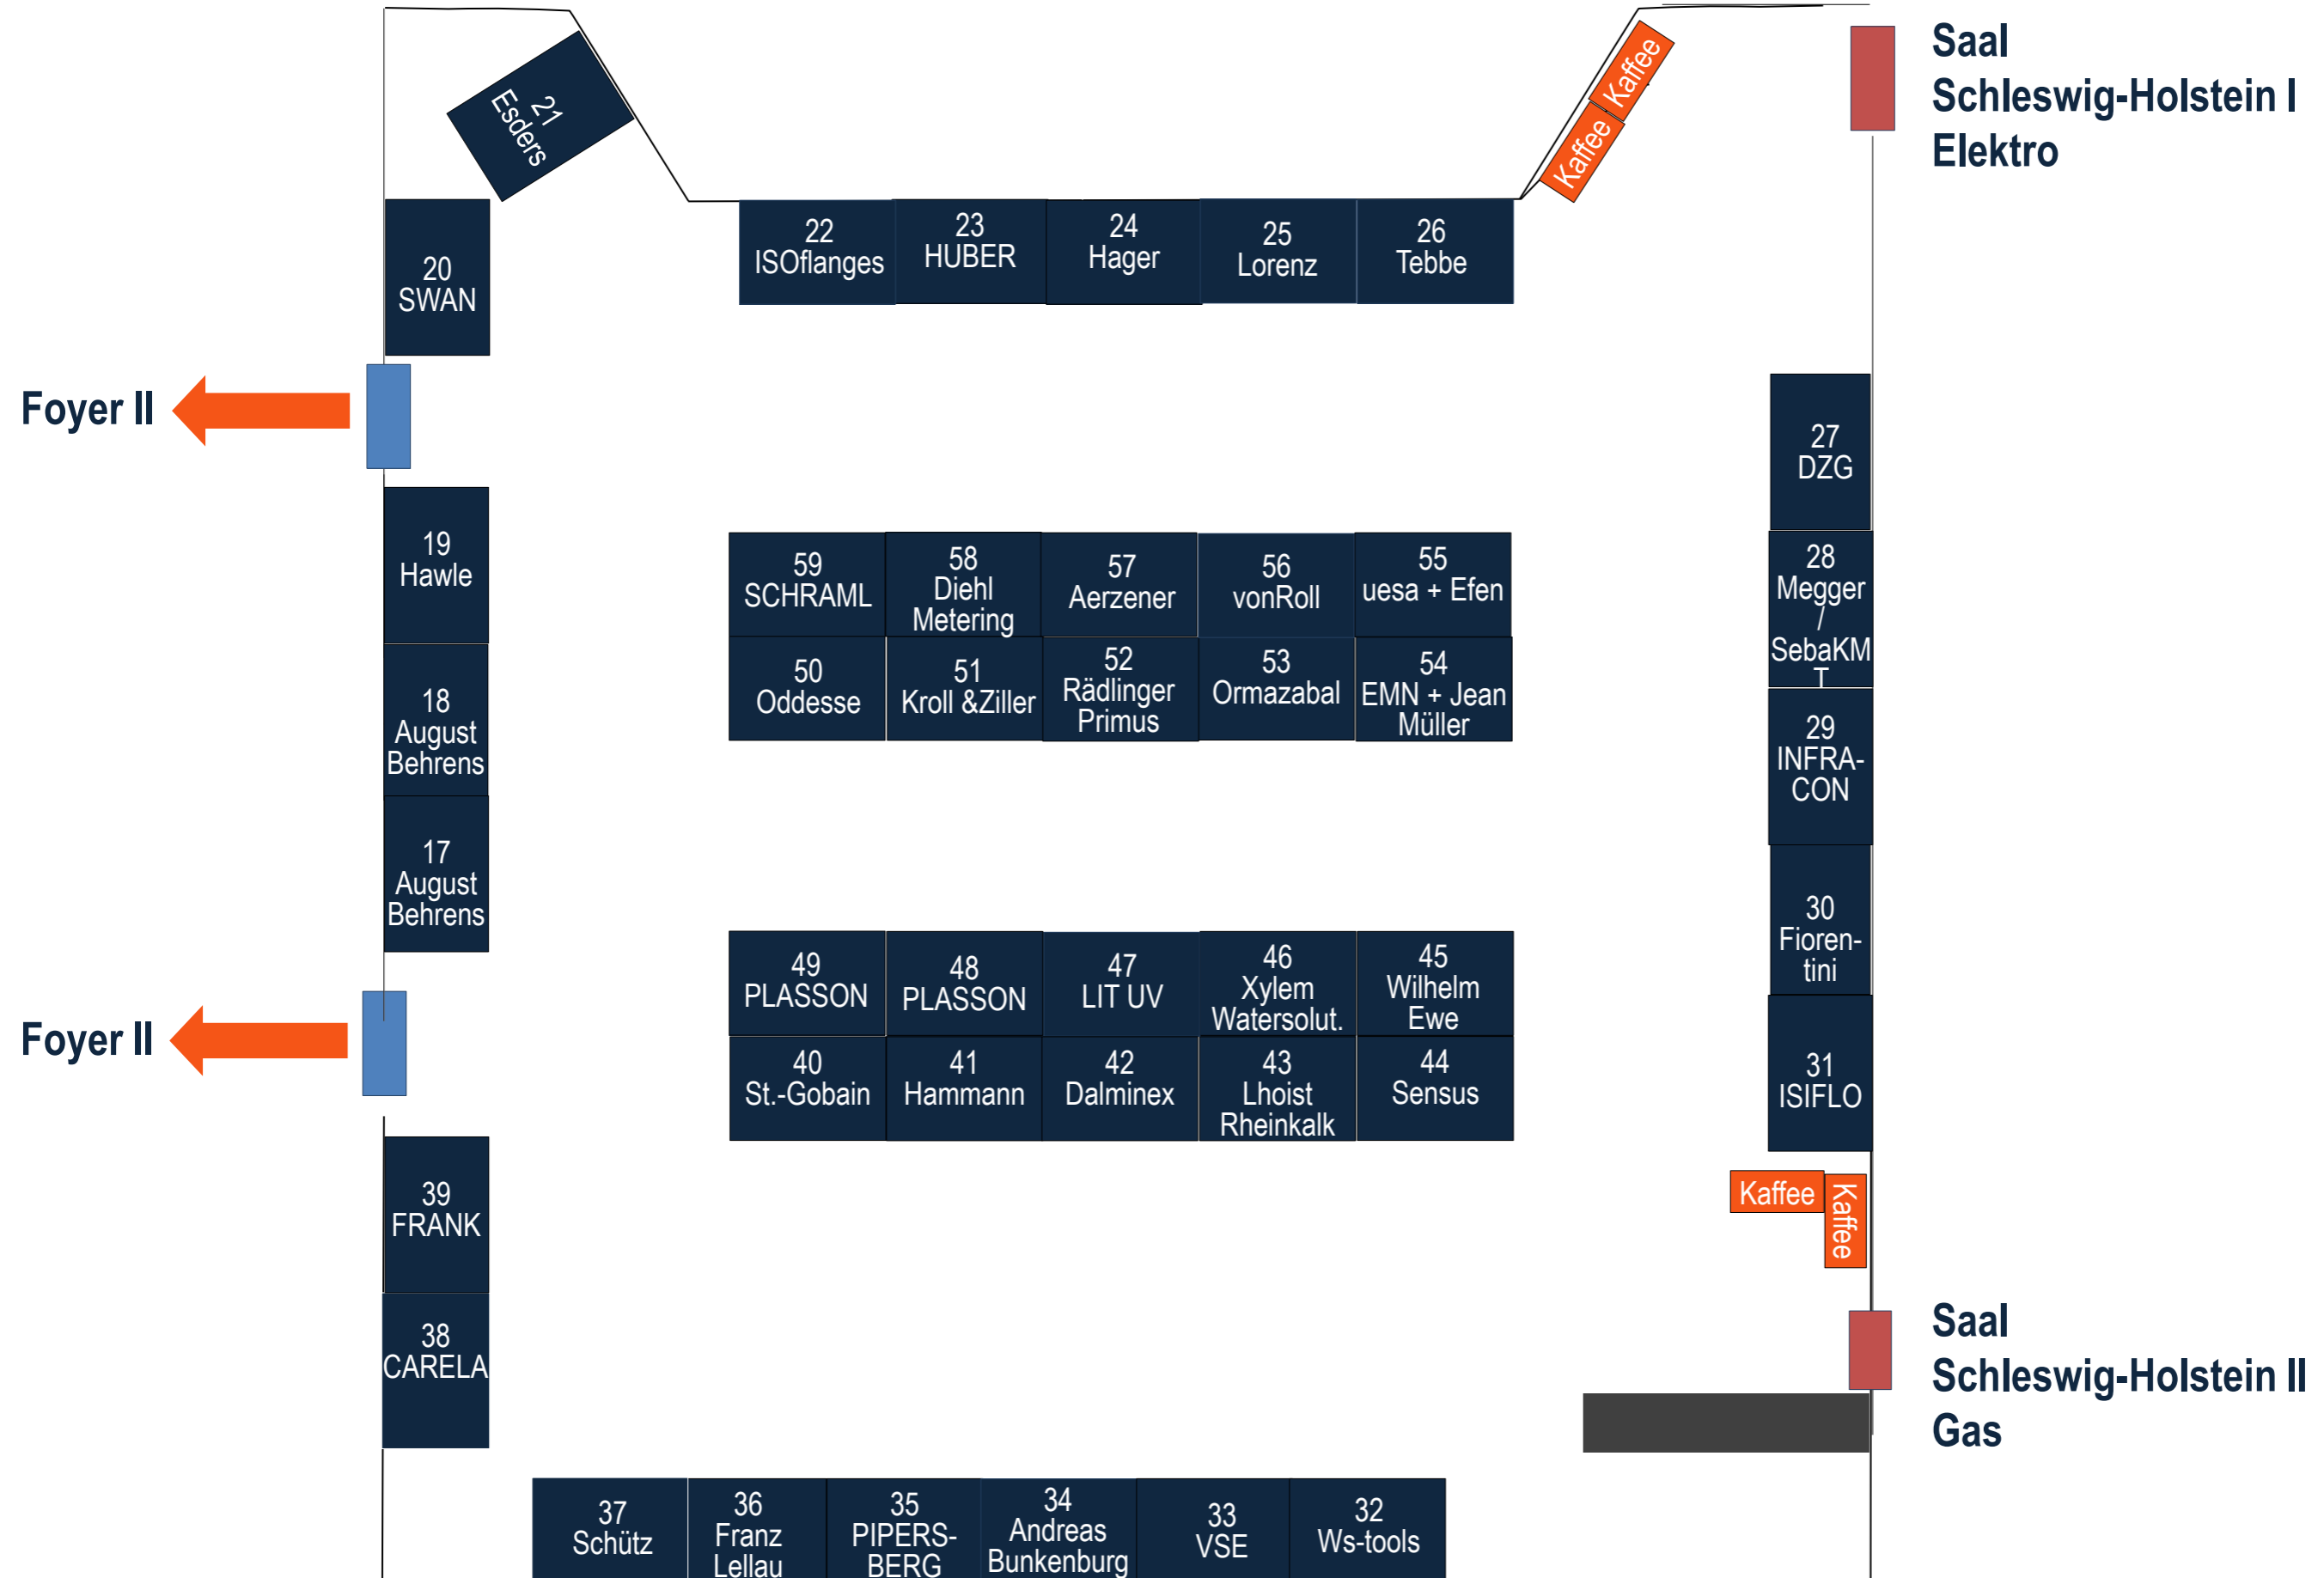 Saal
Schleswig-Holstein I
Elektro
Kaffee
Kaffee
21
Esders
20
SWAN
22
ISOflanges
23
HUBER
24
Hager
25
Lorenz
26
Tebbe
Foyer II
27
DZG
19
Hawle
59
SCHRAML
58
Diehl
Metering
57
Aerzener
56
vonRoll
55
uesa + Efen
28
Megger
/
SebaKM
T
50
Oddesse
51
Kroll &Ziller
52
Rädlinger
Primus
53
Ormazabal
54
EMN + Jean
Müller
18
August
Behrens
29
INFRA-
CON
17
August
Behrens
30
Fioren-
tini
49
PLASSON
48
PLASSON
47
LIT UV
46
Xylem
Watersolut.
45
Wilhelm
Ewe
Foyer II
40
St.-Gobain
41
Hammann
42
Dalminex
43
Lhoist
Rheinkalk
44
Sensus
31
ISIFLO
39
FRANK
Kaffee
Kaffee
38
CARELA
Saal
Schleswig-Holstein II
Gas
37
Schütz
36
Franz
Lellau
35
PIPERS-
BERG
34
Andreas
Bunkenburg
33
VSE
32
Ws-tools